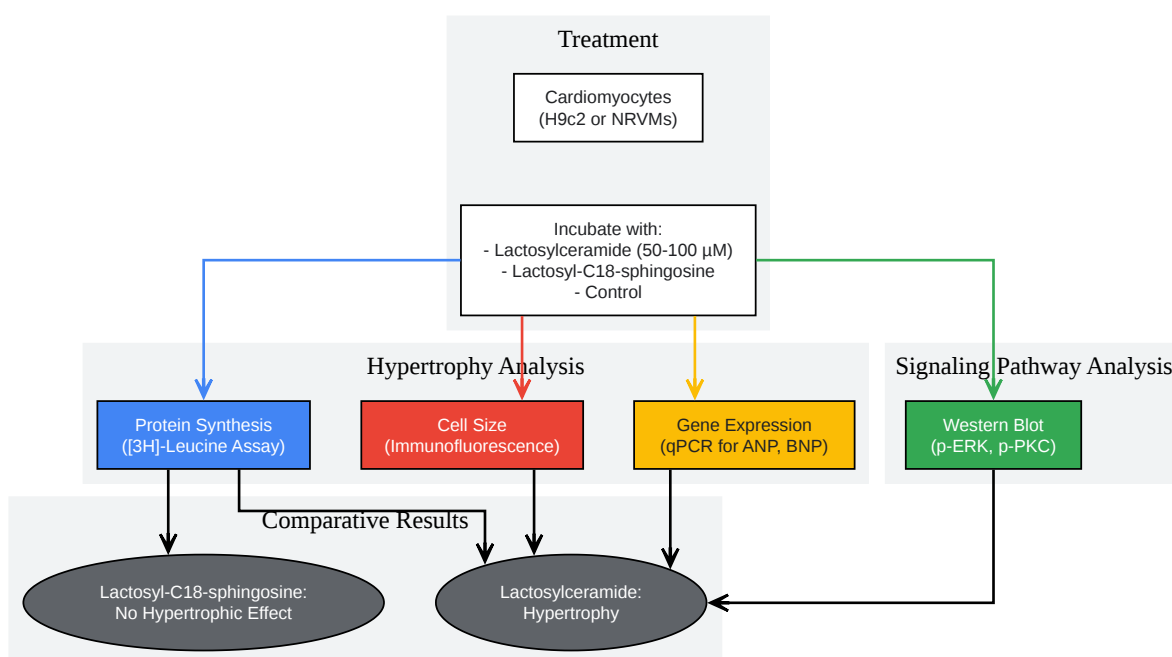 Treatment
Cardiomyocytes
(H9c2 or NRVMs)
Incubate with:
- Lactosylceramide (50-100 µM)
- Lactosyl-C18-sphingosine
- Control
Hypertrophy Analysis
Signaling Pathway Analysis
Protein Synthesis
([3H]-Leucine Assay)
Cell Size
(Immunofluorescence)
Gene Expression
(qPCR for ANP, BNP)
Western Blot
(p-ERK, p-PKC)
Comparative Results
Lactosyl-C18-sphingosine:
No Hypertrophic Effect
Lactosylceramide:
Hypertrophy